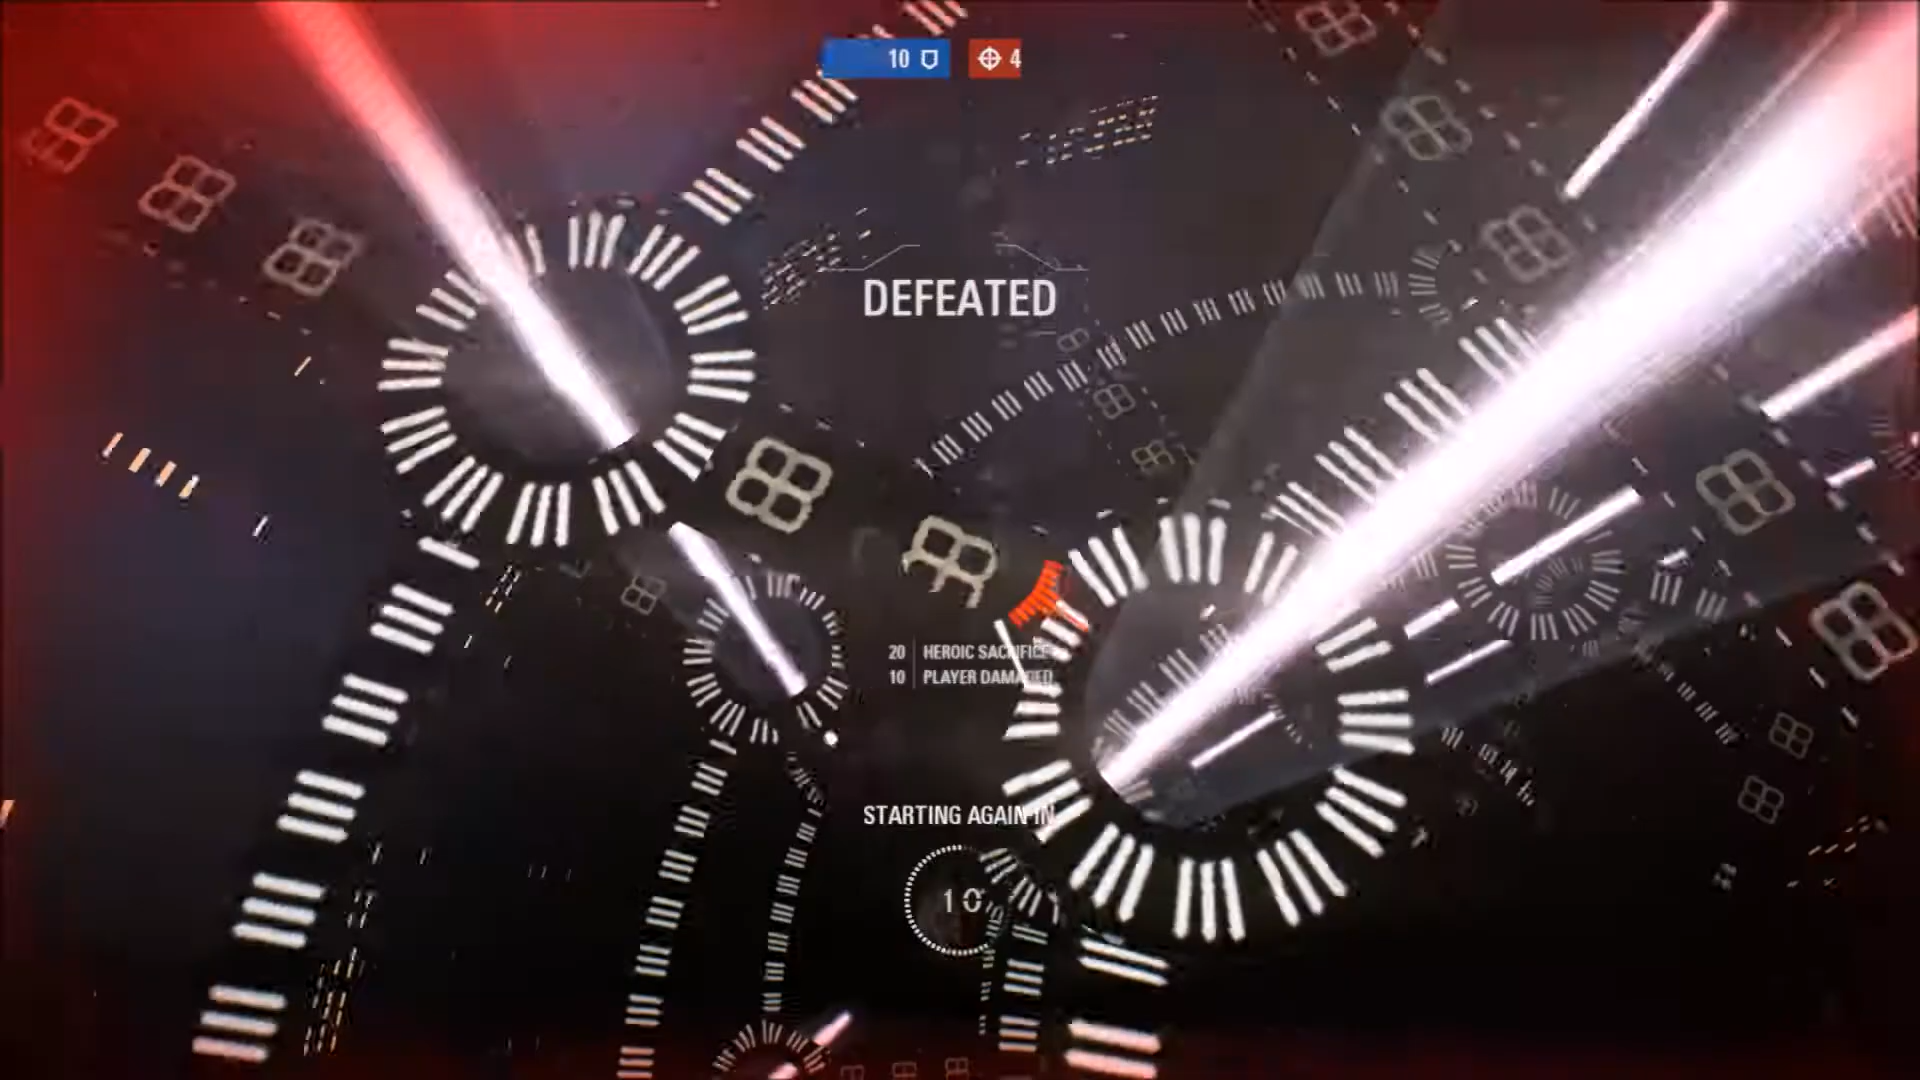 10 4
DEFEATED
20 HEROIC SACRIFICE
10 PLAYER DAMAGED
STARTING AGAIN IN
10